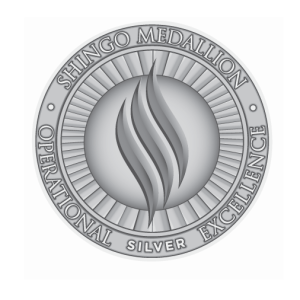 SHINGO MEDALLION
OPERATIONAL EXCELLENCE
SILVER